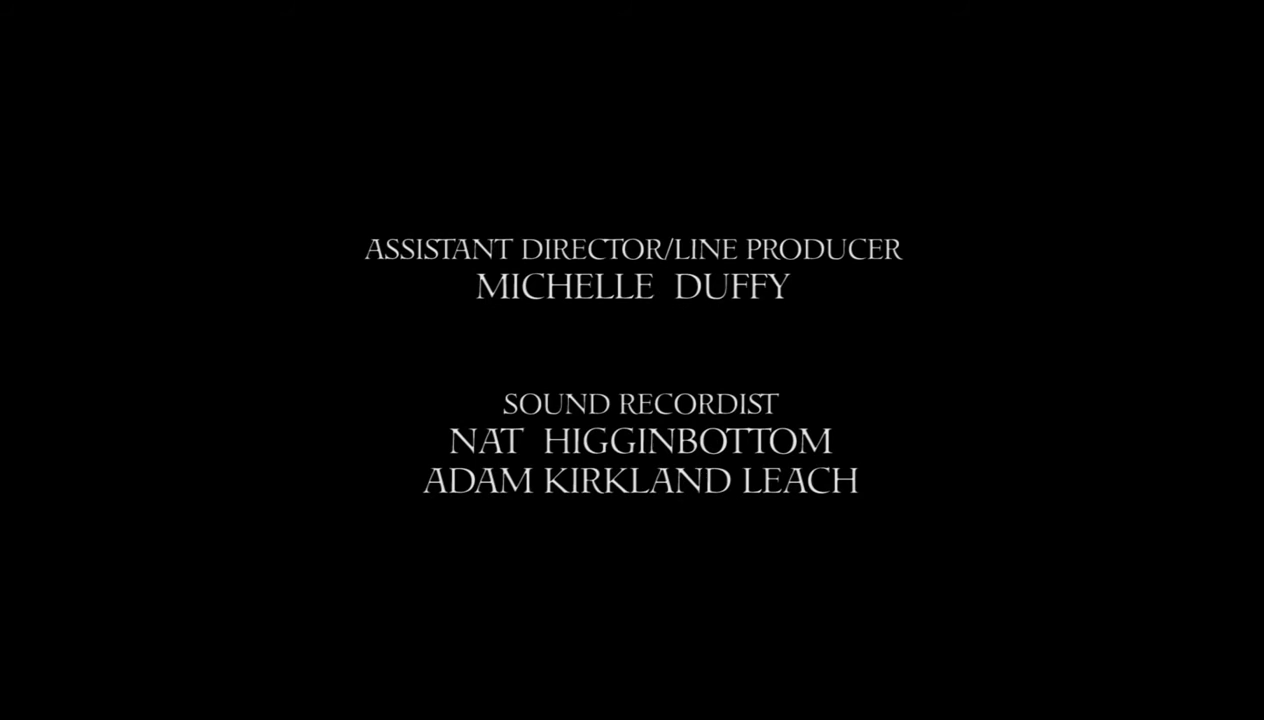 ASSISTANT DIRECTOR/LINE PRODUCER
MICHELLE DUFFY
SOUND RECORDIST
NAT HIGGINBOTTOM
ADAM KIRKLAND LEACH